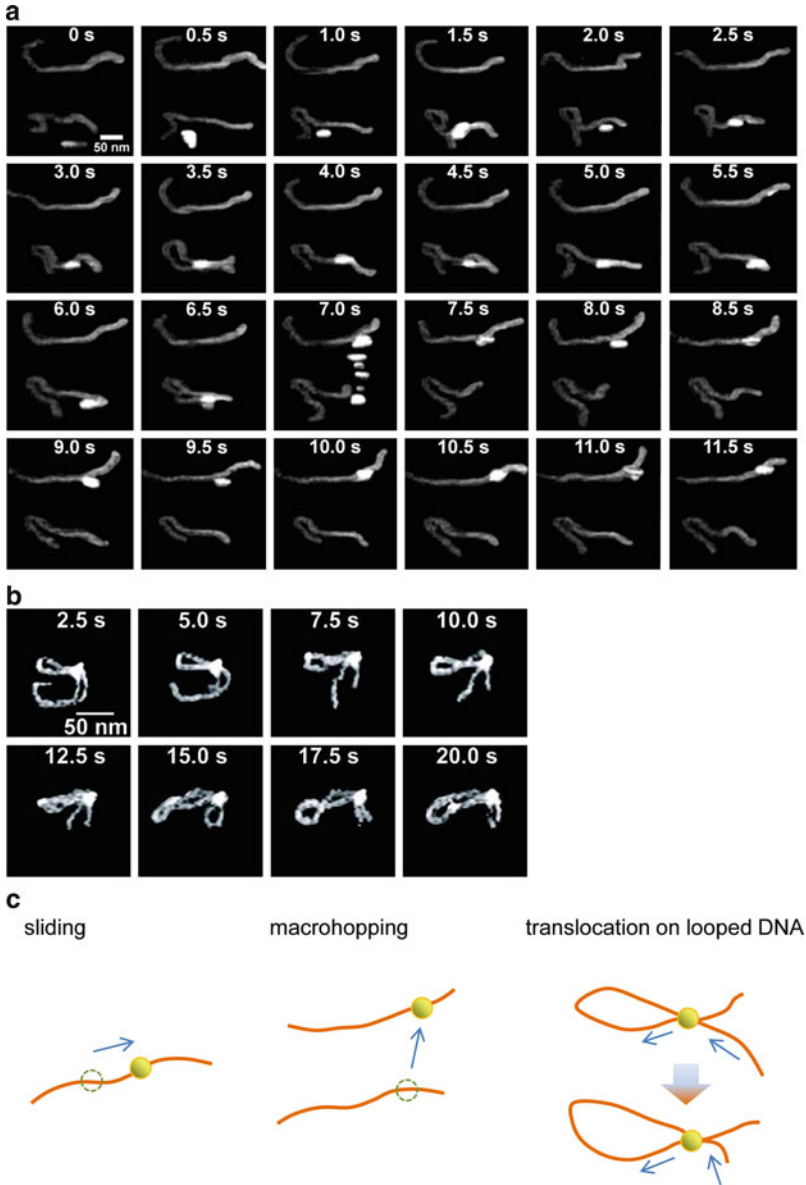 a
0 s 0.5 s 1.0 s 1.5 s 2.0 s 2.5 s
50 nm
3.0 s 3.5 s 4.0 s 4.5 s 5.0 s 5.5 s
6.0 s 6.5 s 7.0 s 7.5 s 8.0 s 8.5 s
9.0 s 9.5 s 10.0 s 10.5 s 11.0 s 11.5 s
b
2.5 s 5.0 s 7.5 s 10.0 s
50 nm
12.5 s 15.0 s 17.5 s 20.0 s
c
sliding macrohopping translocation on looped DNA